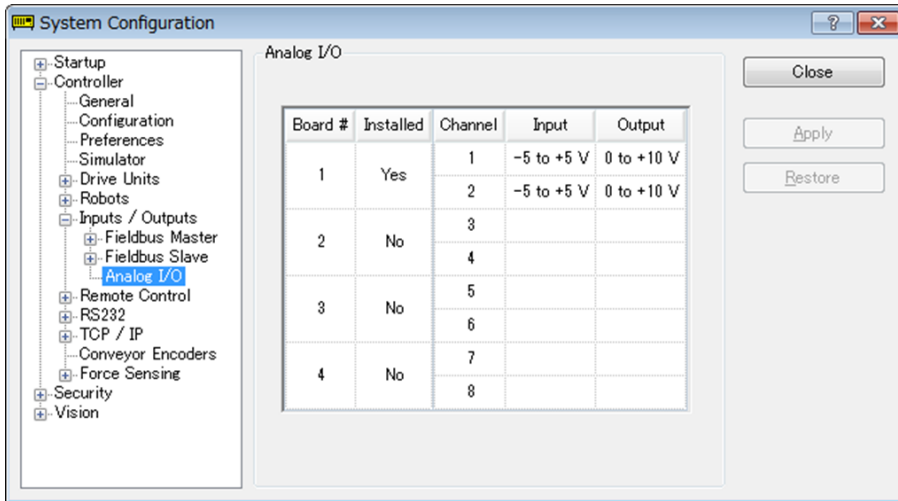 System Configuration
Startup
Controller
General
Configuration
Preferences
Simulator
Drive Units
Robots
Inputs / Outputs
Fieldbus Master
Fieldbus Slave
Analog I/O
Remote Control
RS232
TCP / IP
Conveyor Encoders
Force Sensing
Security
Vision
Analog I/O
Board # Installed Channel Input Output
1 Yes 1 -5 to +5 V 0 to +10 V
2 -5 to +5 V 0 to +10 V
2 No 3
4
3 No 5
6
4 No 7
8
Close
Apply
Restore